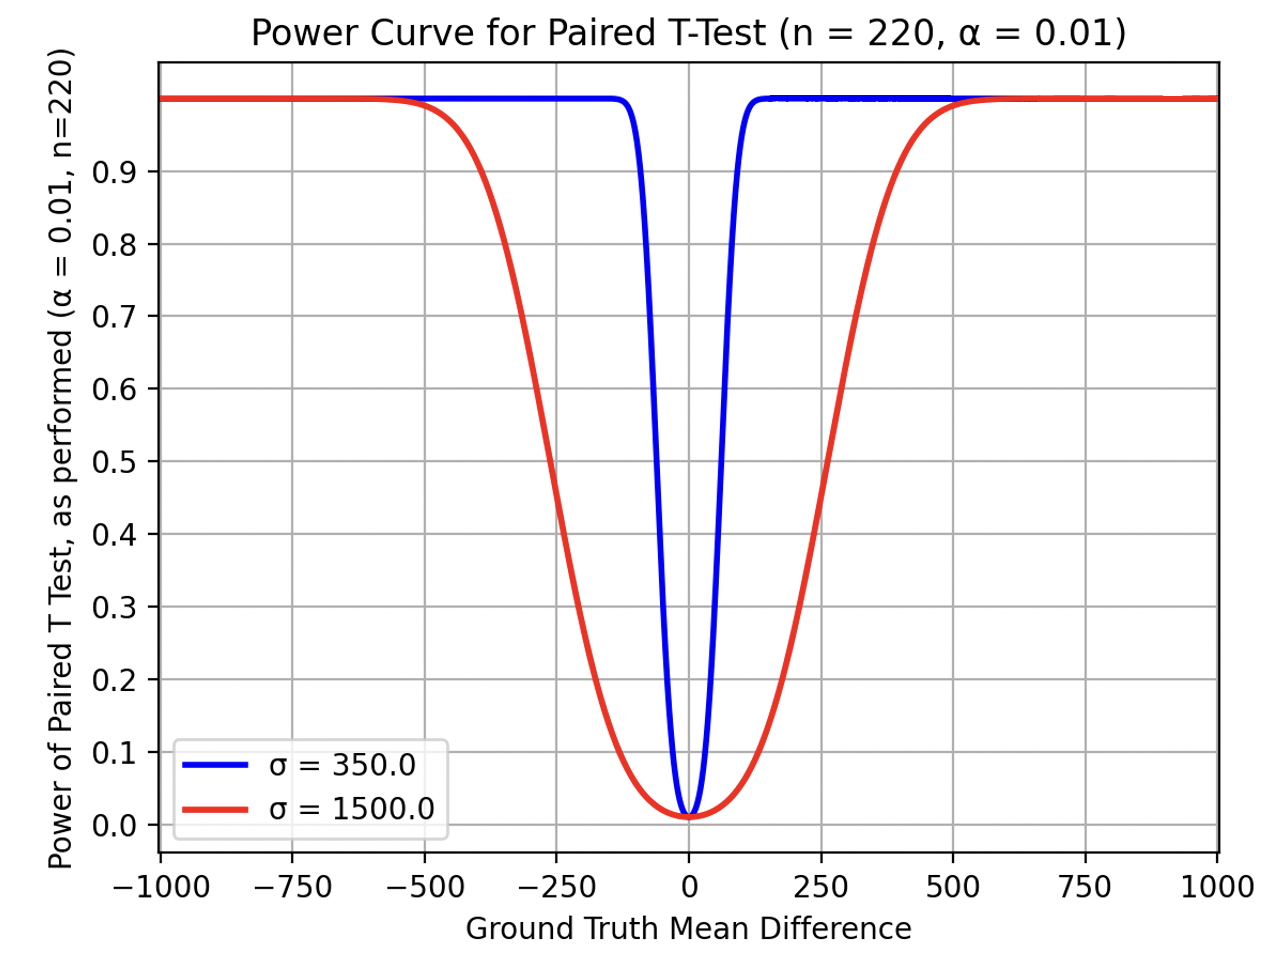 Power Curve for Paired T-Test (n = 220, α = 0.01)
Power of Paired T Test, as performed (α = 0.01, n=220)
0.9
0.8
0.7
0.6
0.5
0.4
0.3
0.2
0.1
0.0
σ = 350.0
σ = 1500.0
−1000 −750 −500 −250 0 250 500 750 1000
Ground Truth Mean Difference